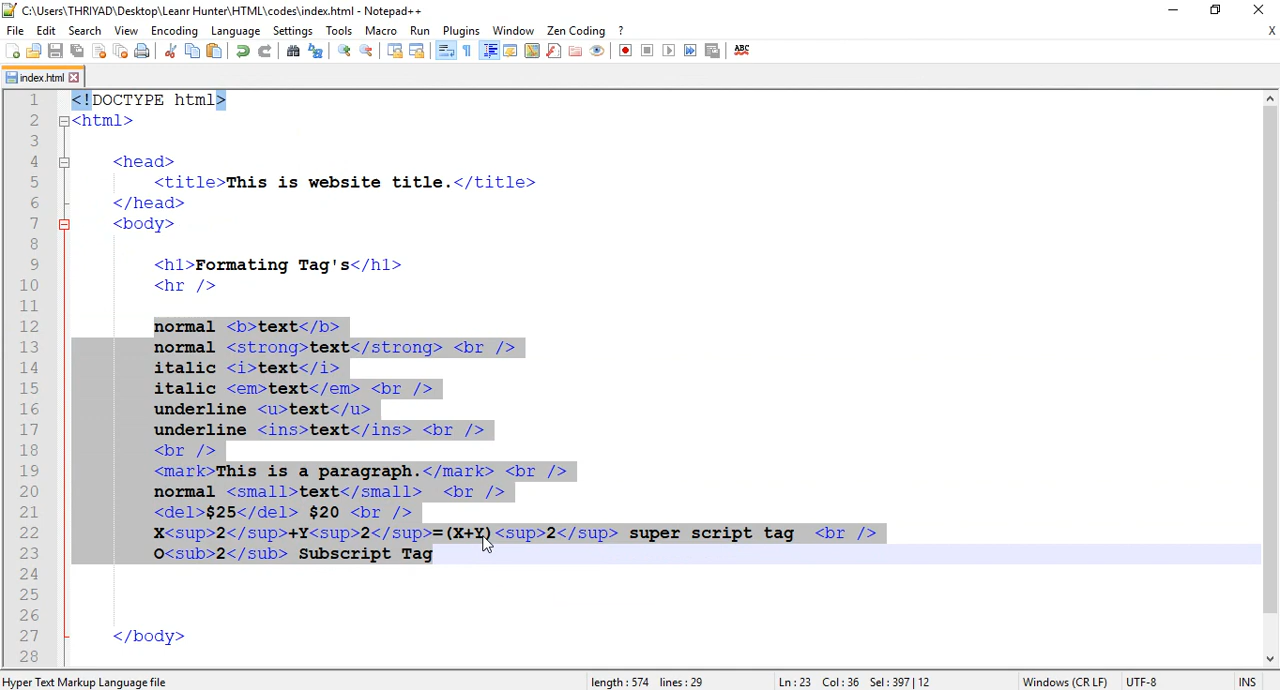 C:\Users\THRIYAD\Desktop\Leanr Hunter\HTML\codes\index.html - Notepad++
File Edit Search View Encoding Language Settings Tools Macro Run Plugins Window Zen Coding ? X
ABC
index.html
1 <!DOCTYPE html>
2 <html>
3
4 <head>
5 <title>This is website title.</title>
6 </head>
7 <body>
8
9 <h1>Formating Tag's</h1>
10 <hr />
11
12 normal <b>text</b>
13 normal <strong>text</strong> <br />
14 italic <i>text</i>
15 italic <em>text</em> <br />
16 underline <u>text</u>
17 underline <ins>text</ins> <br />
18 <br />
19 <mark>This is a paragraph.</mark> <br />
20 normal <small>text</small>  <br />
21 <del>$25</del> $20 <br />
22 X<sup>2</sup>+Y<sup>2</sup>=(X+Y)<sup>2</sup> super script tag  <br />
23 O<sub>2</sub> Subscript Tag
24
25
26
27 </body>
28
Hyper Text Markup Language file length : 574 lines : 29 Ln : 23 Col : 36 Sel : 397 | 12 Windows (CR LF) UTF-8 INS